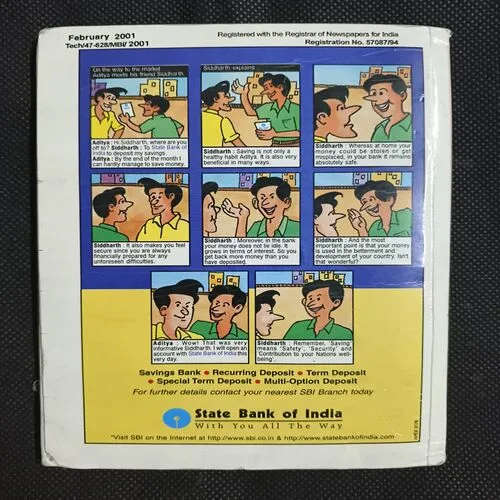 February 2001
Tech/47-628/MBI/2001
Registered with the Registrar of Newspapers for India
Registration No. 57087/94
On the way to the market
Aditya meets his friend Siddharth.
Aditya : Hi Siddharth, where are you
off to? Siddharth : To State Bank of
India to deposit my savings.
Aditya : By the end of the month I
can hardly manage to save money.
Siddharth explains
Siddharth : Saving is not only a
healthy habit Aditya. It is also very
beneficial in many ways.
Siddharth : Whereas at home your
money could be stolen or get
misplaced, in your bank it remains
absolutely safe.
Siddharth : It also makes you feel
secure since you are always
financially prepared for any
unforeseen difficulties.
Siddharth : Moreover, in the bank
your money does not lie idle. It
grows in terms of interest. So you
get back more money than you
have deposited.
Siddharth : And the most
important point is that your money
is used in the betterment and
development of your country. Isn't
that wonderful?
Aditya : Wow! That was very
informative Siddharth. I will open an
account with State Bank of India this
very day.
Siddharth : Remember, 'Saving'
means 'Safety', 'Security' and
'Contribution to your Nations well-
being'.
Savings Bank • Recurring Deposit • Term Deposit
• Special Term Deposit • Multi-Option Deposit
For further details contact your nearest SBI Branch today
State Bank of India
With You All The Way
"Visit SBI on the Internet at http://www.sbi.co.in & http://www.statebankofindia.com